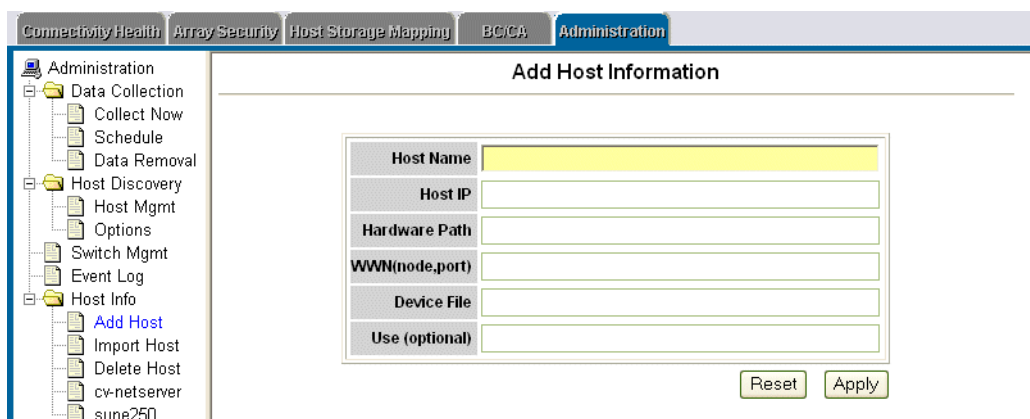 Connectivity Health Array Security Host Storage Mapping BC/CA Administration
Administration
Data Collection
Collect Now
Schedule
Data Removal
Host Discovery
Host Mgmt
Options
Switch Mgmt
Event Log
Host Info
Add Host
Import Host
Delete Host
cv-netserver
sune250
Add Host Information
Host Name
Host IP
Hardware Path
WWN(node,port)
Device File
Use (optional)
Reset Apply